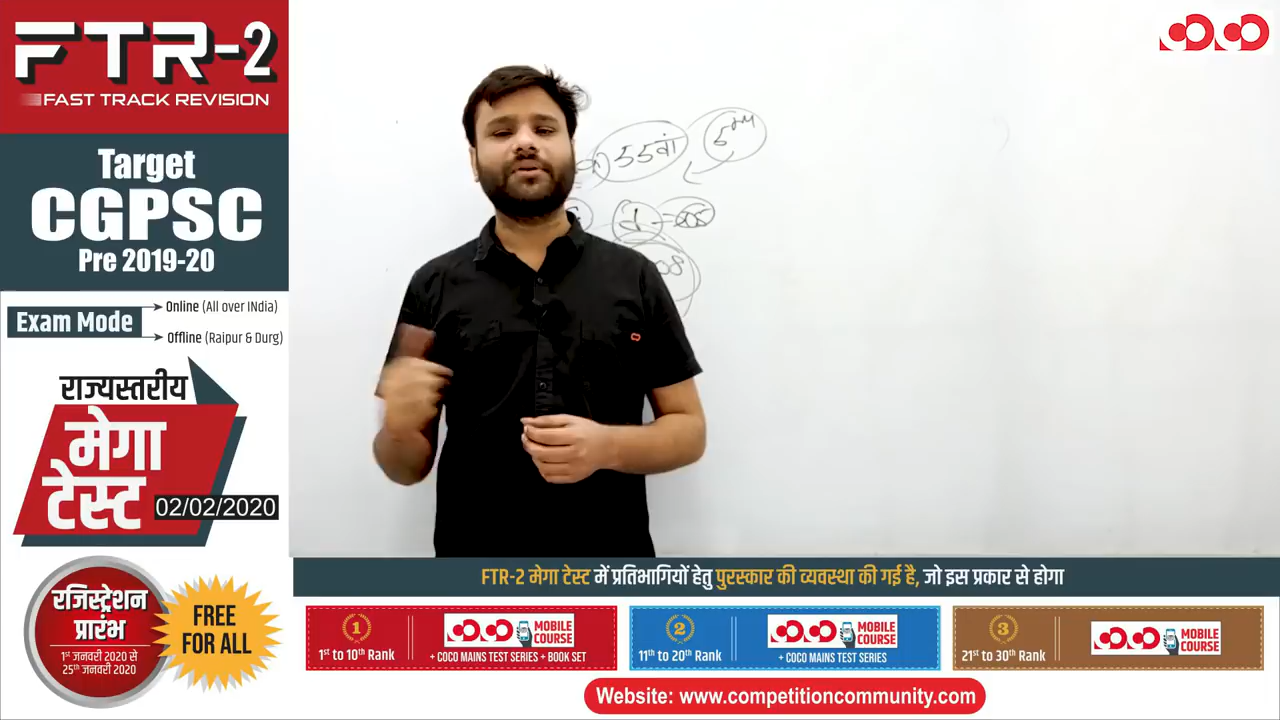 FTR-2
FAST TRACK REVISION
Target
CGPSC
Pre 2019-20
Exam Mode
Online (All over INdia)
Offline (Raipur & Durg)
राज्यस्तरीय
मेगा
टेस्ट
02/02/2020
रजिस्ट्रेशन
प्रारंभ
1st जनवरी 2020 से
25th जनवरी 2020
FREE
FOR ALL
COCO
55वां
FTR-2 मेगा टेस्ट में प्रतिभागियों हेतु पुरस्कार की व्यवस्था की गई है, जो इस प्रकार से होगा
1
1st to 10th Rank
COCO MOBILE
COURSE
+ COCO MAINS TEST SERIES + BOOK SET
2
11th to 20th Rank
COCO MOBILE
COURSE
+ COCO MAINS TEST SERIES
3
21st to 30th Rank
COCO MOBILE
COURSE
Website: www.competitioncommunity.com